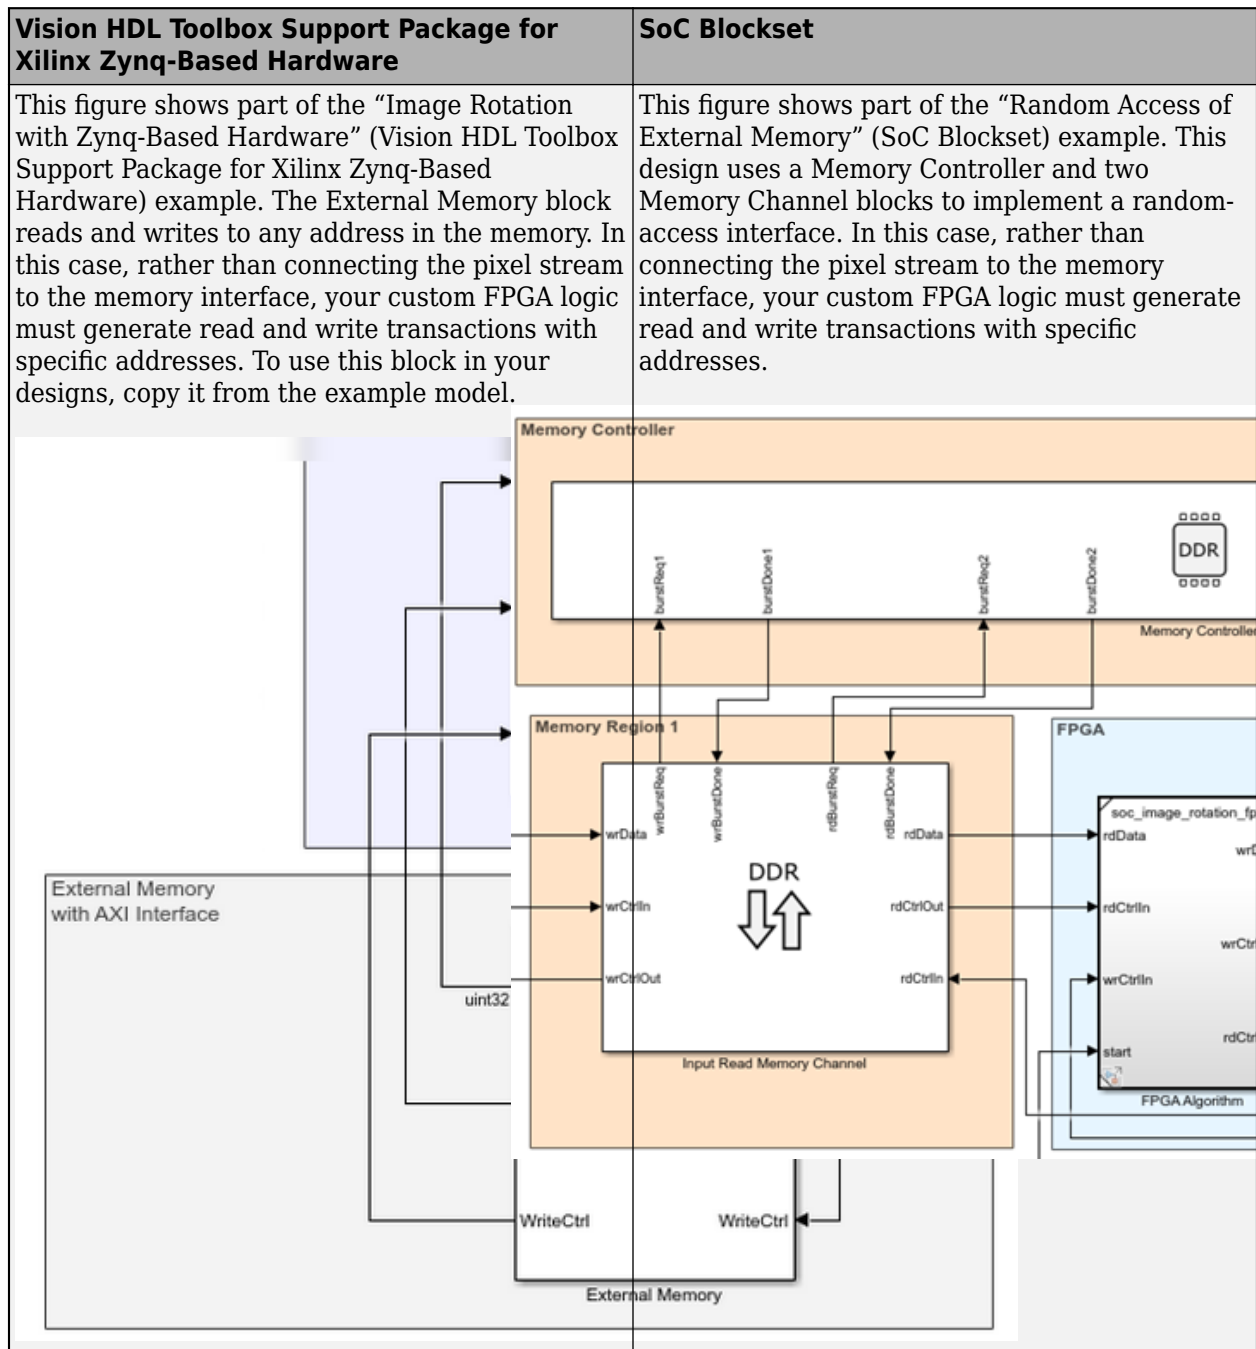 Vision HDL Toolbox Support Package for
Xilinx Zynq-Based Hardware
SoC Blockset
This figure shows part of the “Image Rotation
with Zynq-Based Hardware” (Vision HDL Toolbox
Support Package for Xilinx Zynq-Based
Hardware) example. The External Memory block
reads and writes to any address in the memory. In
this case, rather than connecting the pixel stream
to the memory interface, your custom FPGA logic
must generate read and write transactions with
specific addresses. To use this block in your
designs, copy it from the example model.
This figure shows part of the “Random Access of
External Memory” (SoC Blockset) example. This
design uses a Memory Controller and two
Memory Channel blocks to implement a random-
access interface. In this case, rather than
connecting the pixel stream to the memory
interface, your custom FPGA logic must generate
read and write transactions with specific
addresses.
Memory Controller
burstReq1
burstDone1
burstReq2
burstDone2
DDR
Memory Controller
Memory Region 1
wrBurstReq
wrBurstDone
rdBurstReq
rdBurstDone
wrData
wrCtrlIn
wrCtrlOut
DDR
rdData
rdCtrlOut
rdCtrlIn
Input Read Memory Channel
FPGA
soc_image_rotation_fp
rdData
wrD
rdCtrlIn
wrCtr
wrCtrlIn
rdCtr
start
FPGA Algorithm
External Memory
with AXI Interface
uint32
WriteCtrl
WriteCtrl
External Memory